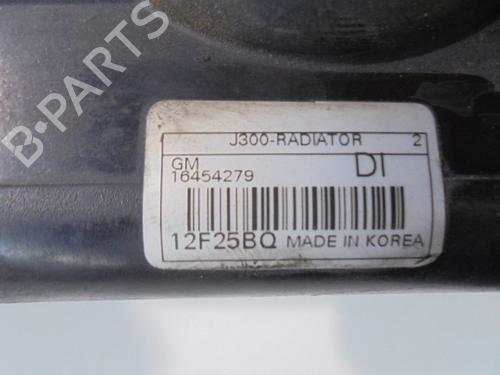 B-PARTS
J300-RADIATOR 2
GM DI
16454279
12F25BQ MADE IN KOREA